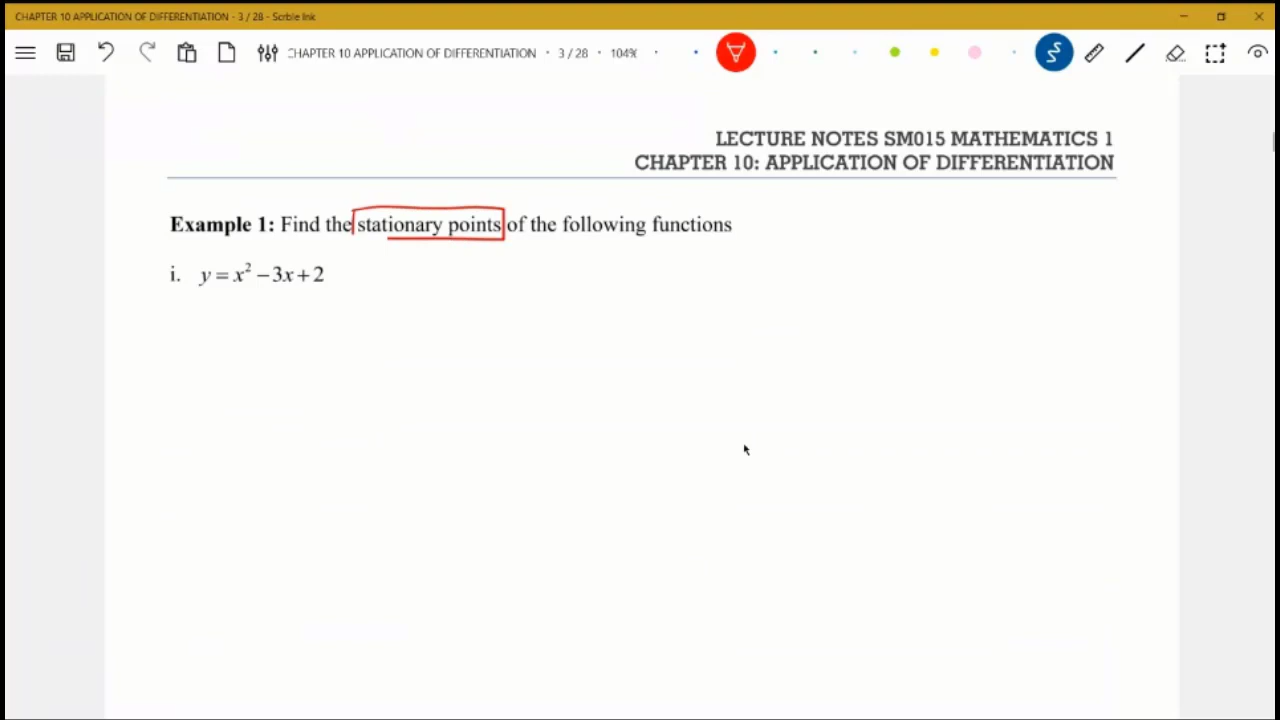 CHAPTER 10 APPLICATION OF DIFFERENTIATION - 3 / 28 - Scrble Ink
CHAPTER 10 APPLICATION OF DIFFERENTIATION • 3 / 28 • 104%
LECTURE NOTES SM015 MATHEMATICS 1
CHAPTER 10: APPLICATION OF DIFFERENTIATION
Example 1: Find the stationary points of the following functions
i. y = x² − 3x + 2